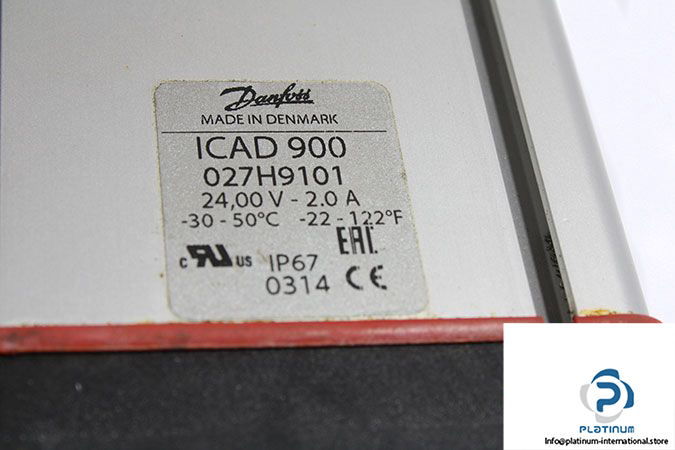 Danfoss
MADE IN DENMARK
ICAD 900
027H9101
24,00 V - 2.0 A
-30 - 50°C -22 - 122°F
EAC
c RU US IP67
0314 CE
PLATINUM
Info@platinum-international.store